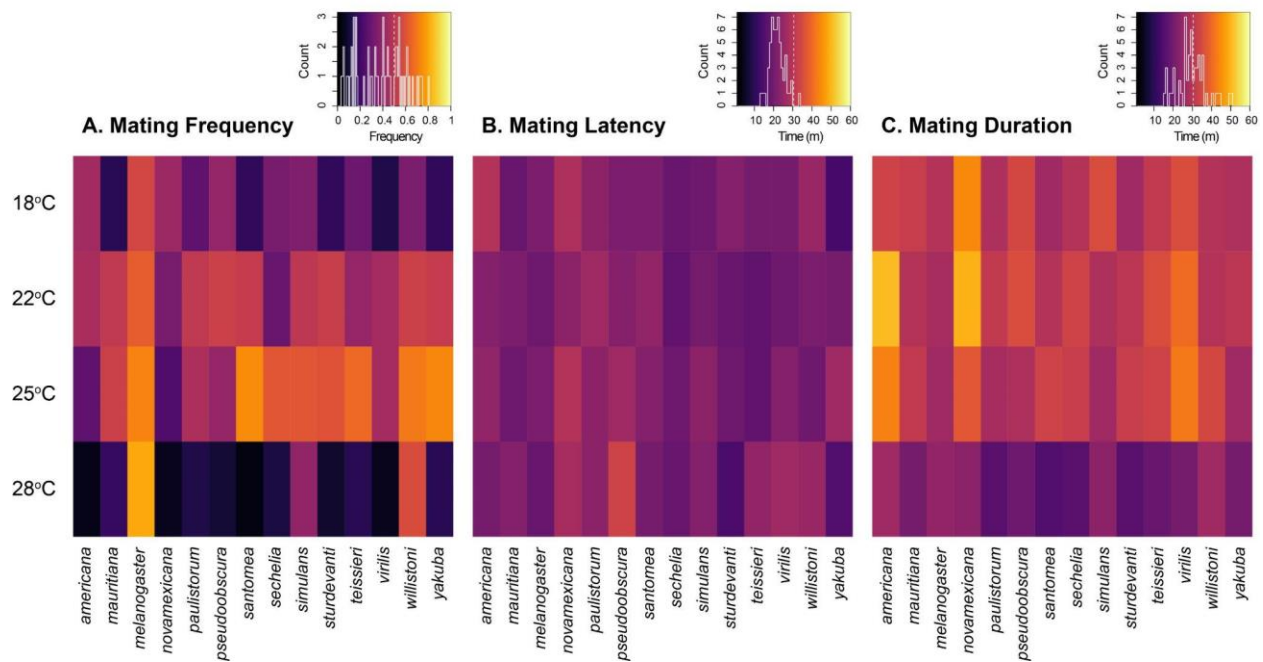 Count
0 1 2 3
0 0.2 0.4 0.6 0.8 1
Frequency
Count
0 1 2 3 4 5 6 7
10 20 30 40 50 60
Time (m)
Count
0 1 2 3 4 5 6 7
10 20 30 40 50 60
Time (m)
A. Mating Frequency
B. Mating Latency
C. Mating Duration
18°C
22°C
25°C
28°C
americana
mauritiana
melanogaster
novamexicana
paulistorum
pseudoobscura
santomea
sechelia
simulans
sturdevanti
teissieri
virilis
willistoni
yakuba
americana
mauritiana
melanogaster
novamexicana
paulistorum
pseudoobscura
santomea
sechelia
simulans
sturdevanti
teissieri
virilis
willistoni
yakuba
americana
mauritiana
melanogaster
novamexicana
paulistorum
pseudoobscura
santomea
sechelia
simulans
sturdevanti
teissieri
virilis
willistoni
yakuba